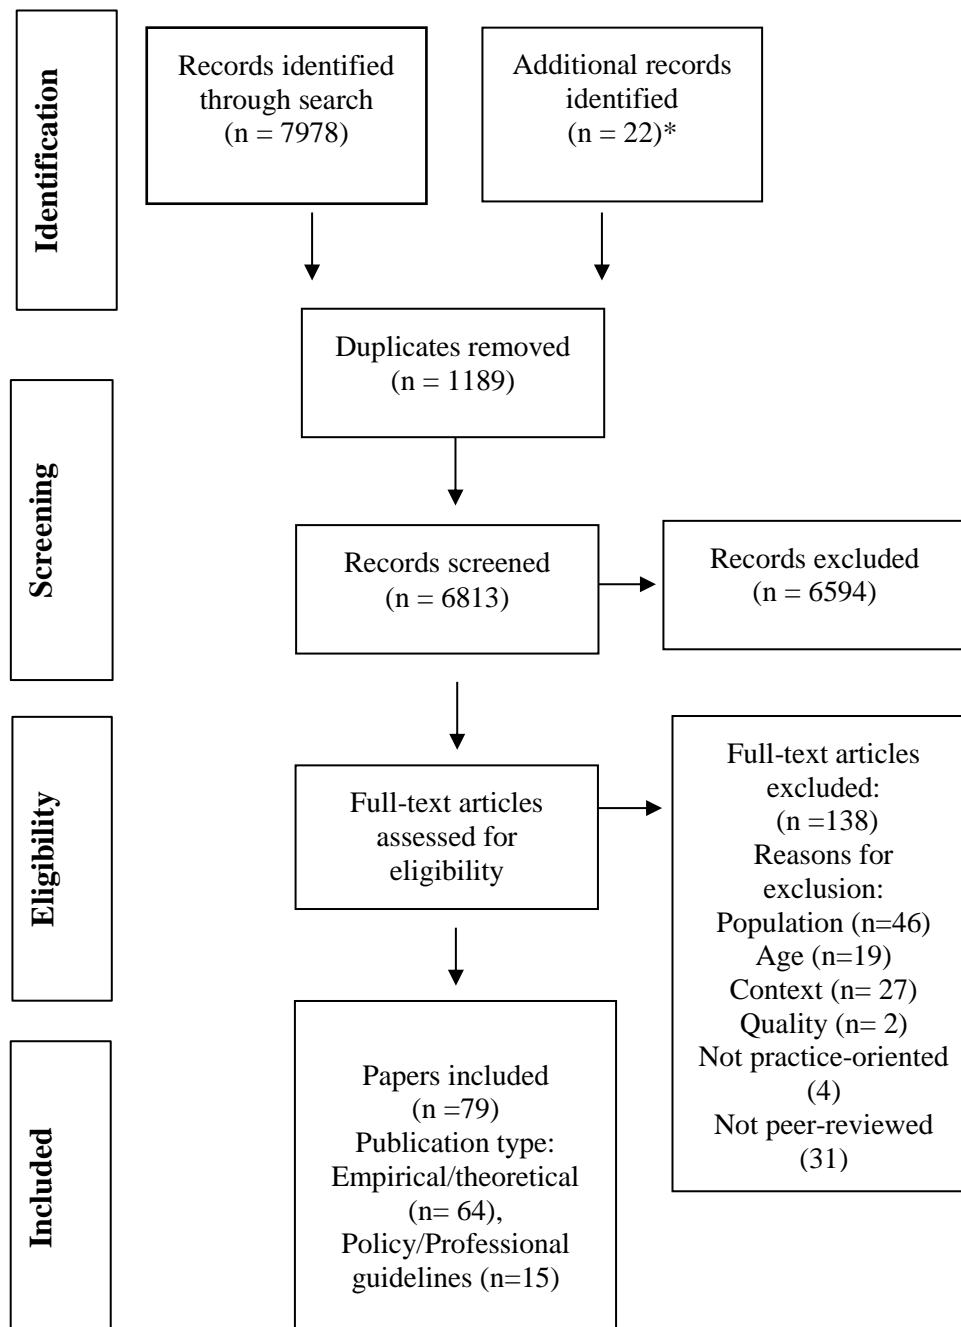 Identification
Records identified
through search
(n = 7978)
Additional records
identified
(n = 22)*
Duplicates removed
(n = 1189)
Screening
Records screened
(n = 6813)
Records excluded
(n = 6594)
Eligibility
Full-text articles
assessed for
eligibility
Full-text articles
excluded:
(n =138)
Reasons for
exclusion:
Population (n=46)
Age (n=19)
Context (n= 27)
Quality (n= 2)
Not practice-oriented
(4)
Not peer-reviewed
(31)
Included
Papers included
(n =79)
Publication type:
Empirical/theoretical
(n= 64),
Policy/Professional
guidelines (n=15)